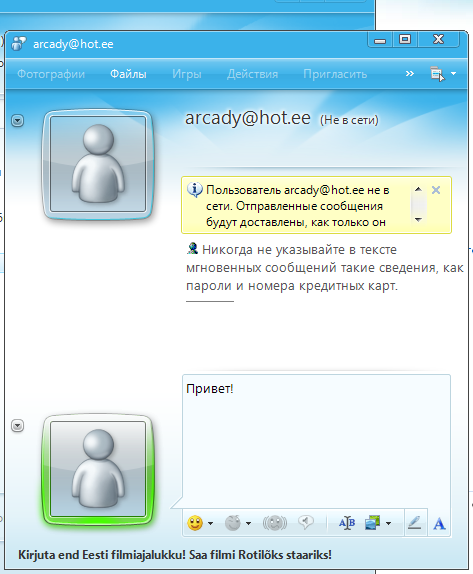 arcady@hot.ee
Фотографии Файлы Игры Действия Пригласить »
arcady@hot.ee (Не в сети)
Пользователь arcady@hot.ee не в
сети. Отправленные сообщения
будут доставлены, как только он
Никогда не указывайте в тексте
мгновенных сообщений такие сведения, как
пароли и номера кредитных карт.
Привет!
Kirjuta end Eesti filmiajalukku! Saa filmi Rotilõks staariks!